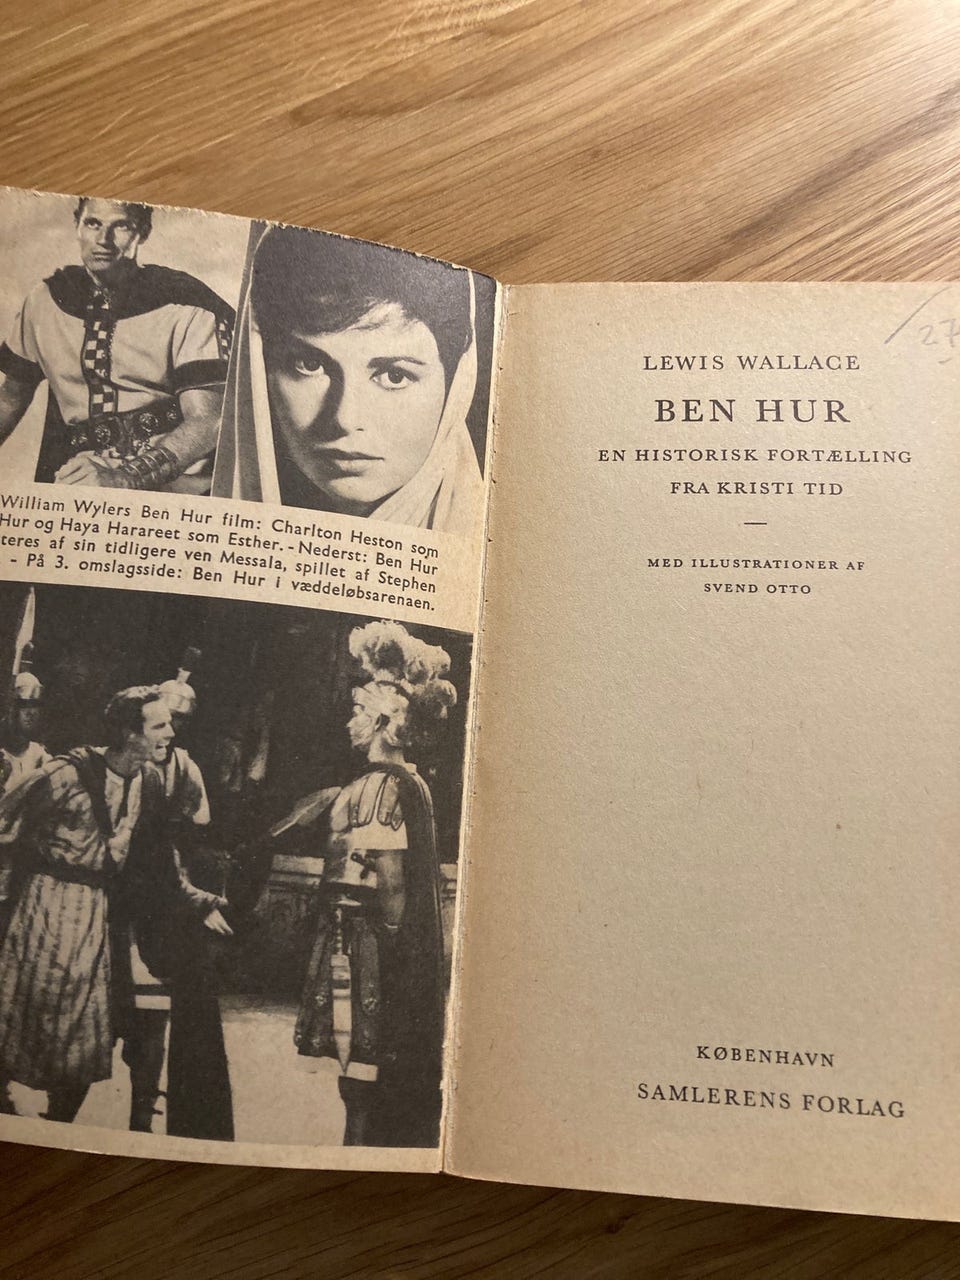 William Wylers Ben Hur film: Charlton Heston som
Hur og Haya Harareet som Esther. - Nederst: Ben Hur
teres af sin tidligere ven Messala, spillet af Stephen
- På 3. omslagsside: Ben Hur i væddeløbsarenaen.
LEWIS WALLACE
BEN HUR
EN HISTORISK FORTÆLLING
FRA KRISTI TID
MED ILLUSTRATIONER AF
SVEND OTTO
KØBENHAVN
SAMLERENS FORLAG